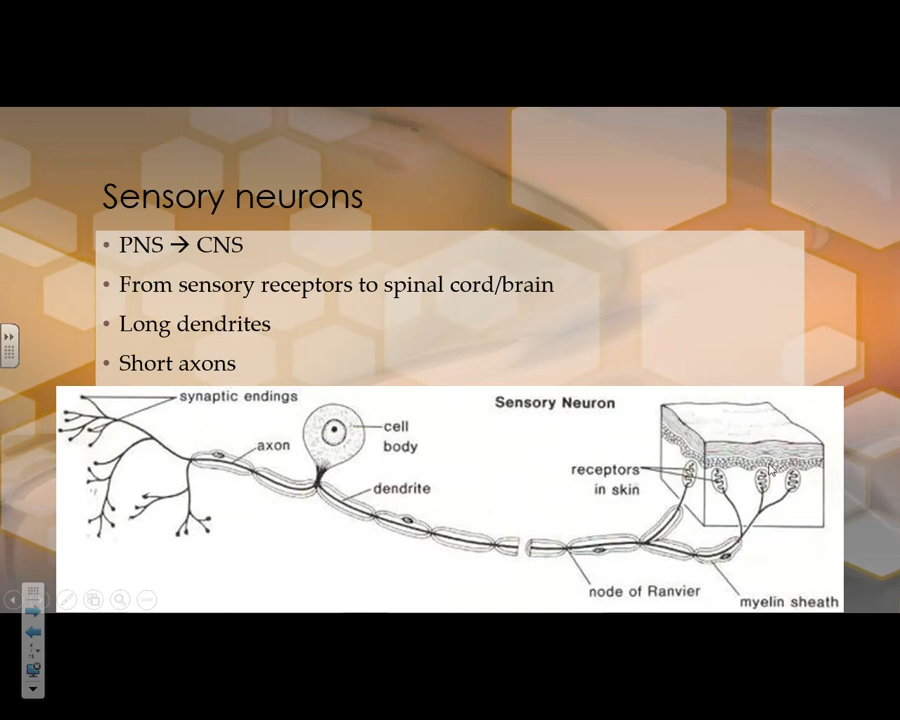 Sensory neurons
• PNS → CNS
• From sensory receptors to spinal cord/brain
• Long dendrites
• Short axons
synaptic endings
Sensory Neuron
cell
body
axon
receptors
in skin
dendrite
node of Ranvier
myelin sheath